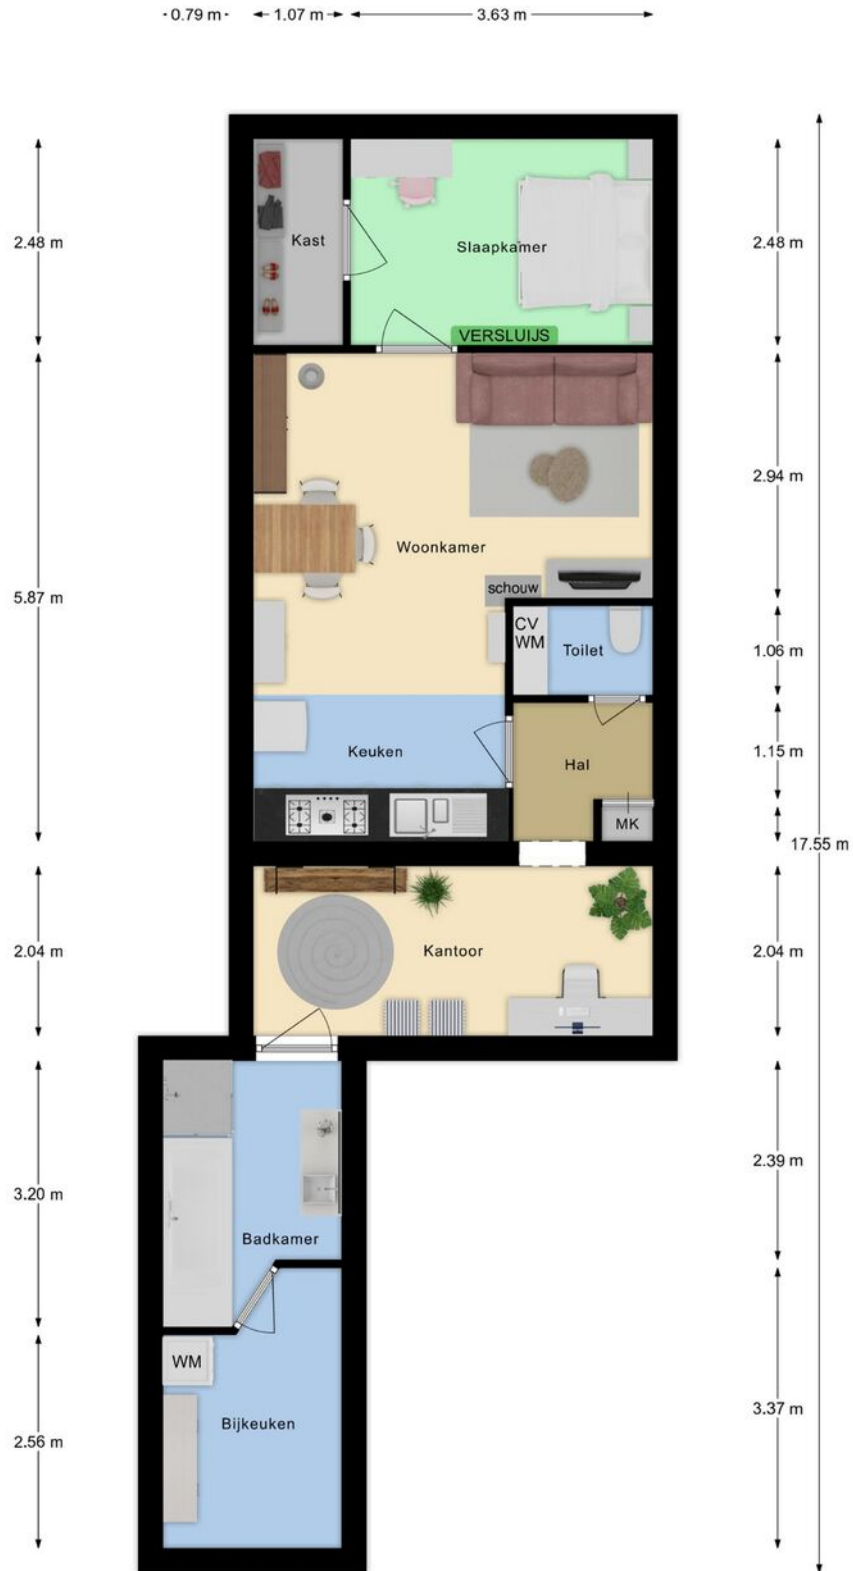 0.79 m
1.07 m
3.63 m
2.48 m
Kast
Slaapkamer
2.48 m
VERSLUIJS
2.94 m
Woonkamer
schouw
5.87 m
CV
WM
Toilet
1.06 m
Keuken
Hal
1.15 m
MK
17.55 m
2.04 m
Kantoor
2.04 m
2.39 m
3.20 m
Badkamer
WM
Bijkeuken
3.37 m
2.56 m